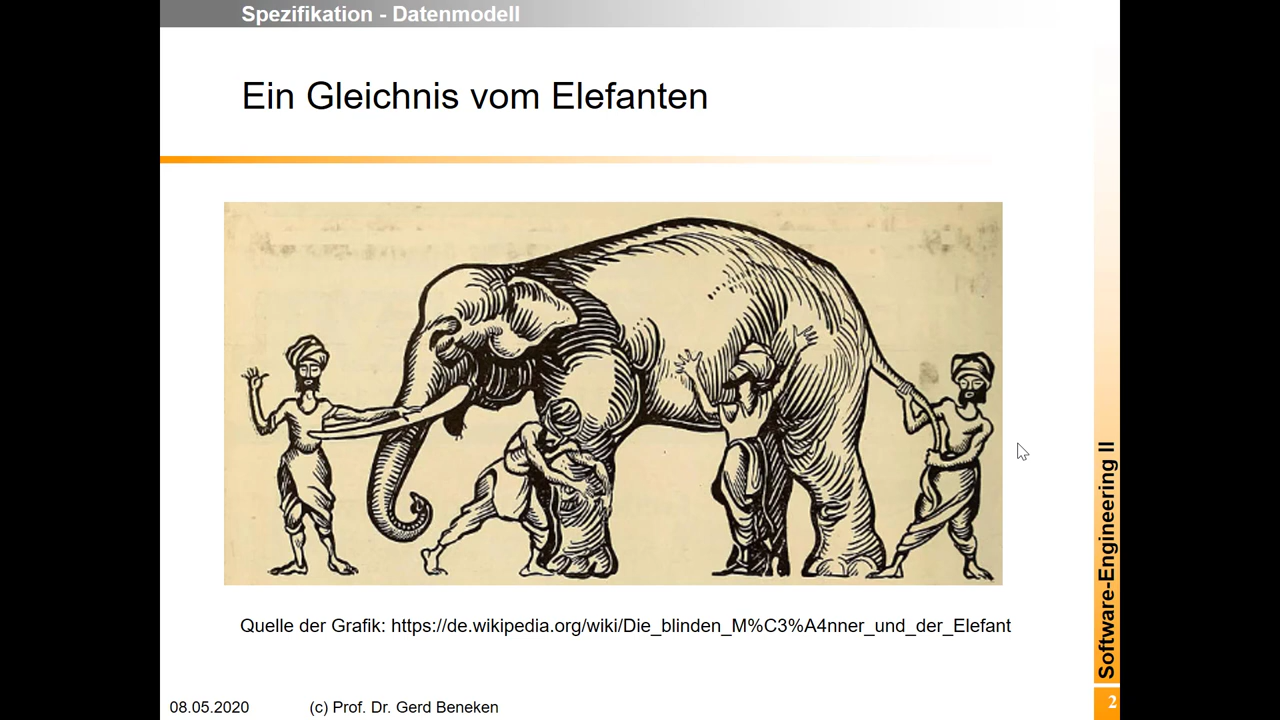 Spezifikation - Datenmodell
Ein Gleichnis vom Elefanten
Quelle der Grafik: https://de.wikipedia.org/wiki/Die_blinden_M%C3%A4nner_und_der_Elefant
Software-Engineering II
08.05.2020
(c) Prof. Dr. Gerd Beneken
2